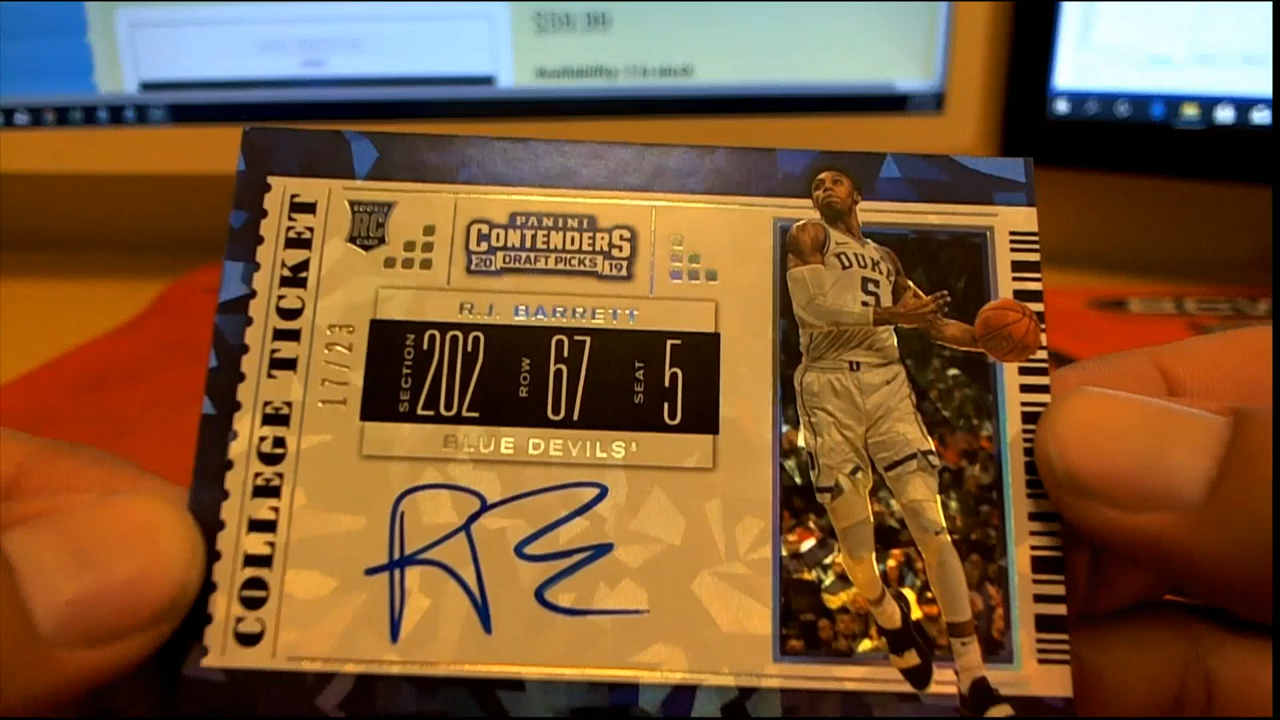 COLLEGE TICKET
ROOKIE
RC
CARD
PANINI
CONTENDERS
20 DRAFT PICKS 19
R.J. BARRETT
17/23
SECTION 202 ROW 67 SEAT 5
BLUE DEVILS
DUKE
5